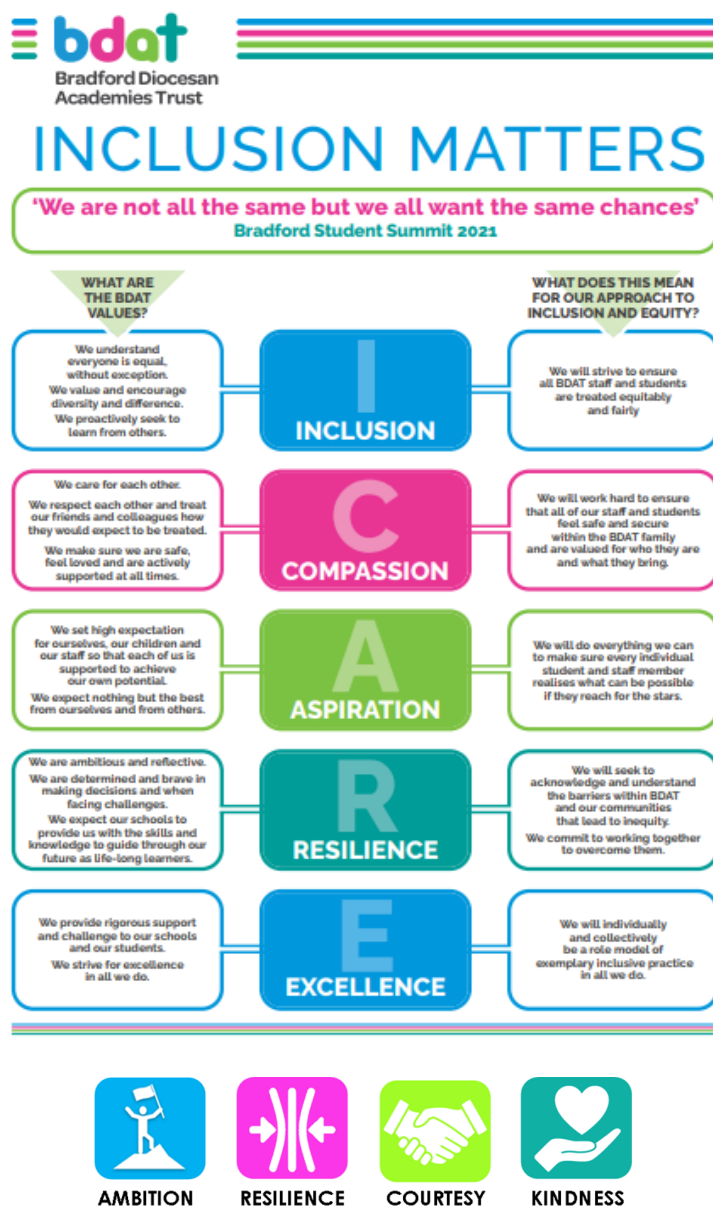 bdat
Bradford Diocesan
Academies Trust
INCLUSION MATTERS
'We are not all the same but we all want the same chances'
Bradford Student Summit 2021
WHAT ARE
THE BDAT
VALUES?
WHAT DOES THIS MEAN
FOR OUR APPROACH TO
INCLUSION AND EQUITY?
We understand
everyone is equal,
without exception.
We value and encourage
diversity and difference.
We proactively seek to
learn from others.
I
INCLUSION
We will strive to ensure
all BDAT staff and students
are treated equitably
and fairly
We care for each other.
We respect each other and treat
our friends and colleagues how
they would expect to be treated.
We make sure we are safe,
feel loved and are actively
supported at all times.
C
COMPASSION
We will work hard to ensure
that all of our staff and students
feel safe and secure
within the BDAT family
and are valued for who they are
and what they bring.
We set high expectation
for ourselves, our children and
our staff so that each of us is
supported to achieve
our own potential.
We expect nothing but the best
from ourselves and from others.
A
ASPIRATION
We will do everything we can
to make sure every individual
student and staff member
realises what can be possible
if they reach for the stars.
We are ambitious and reflective.
We are determined and brave in
making decisions and when
facing challenges.
We expect our schools to
provide us with the skills and
knowledge to guide through our
future as life-long learners.
R
RESILIENCE
We will seek to
acknowledge and understand
the barriers within BDAT
and our communities
that lead to inequity.
We commit to working together
to overcome them.
We provide rigorous support
and challenge to our schools
and our students.
We strive for excellence
in all we do.
E
EXCELLENCE
We will individually
and collectively
be a role model of
exemplary inclusive practice
in all we do.
AMBITION
RESILIENCE
COURTESY
KINDNESS